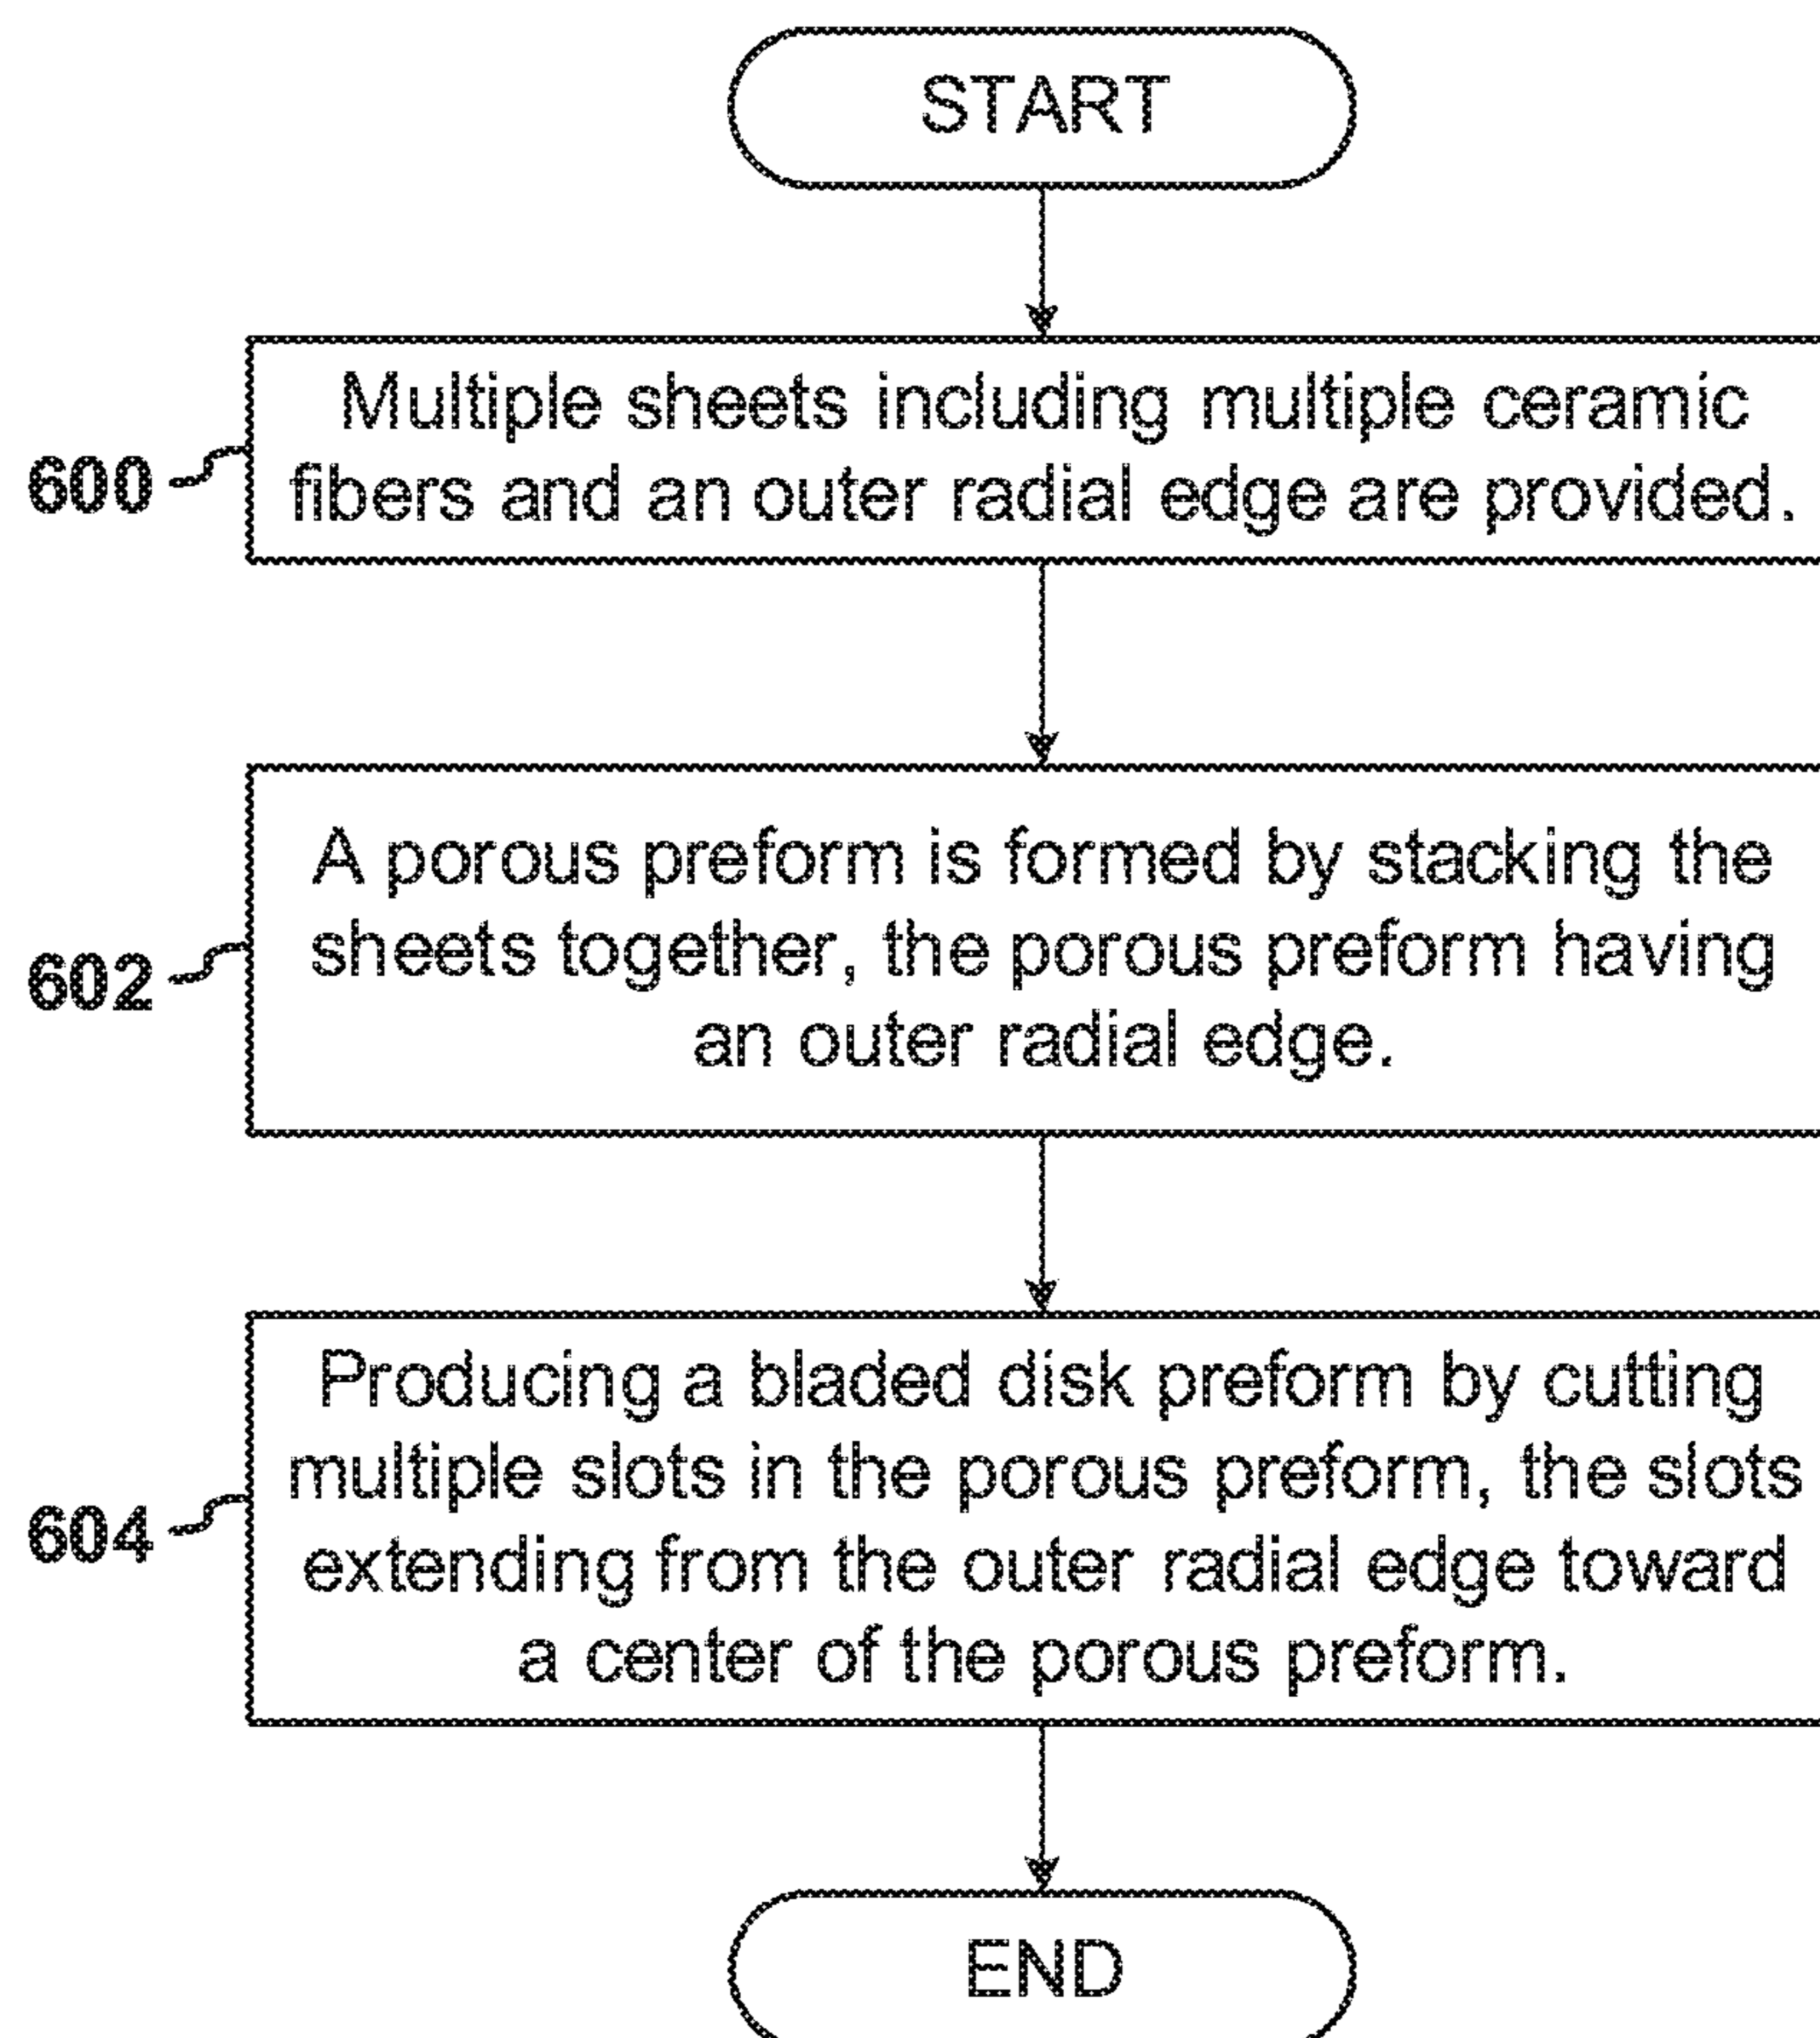 START
Multiple sheets including multiple ceramic
fibers and an outer radial edge are provided.
600
A porous preform is formed by stacking the
sheets together, the porous preform having
an outer radial edge.
602
Producing a bladed disk preform by cutting
multiple slots in the porous preform, the slots
extending from the outer radial edge toward
a center of the porous preform.
604
END